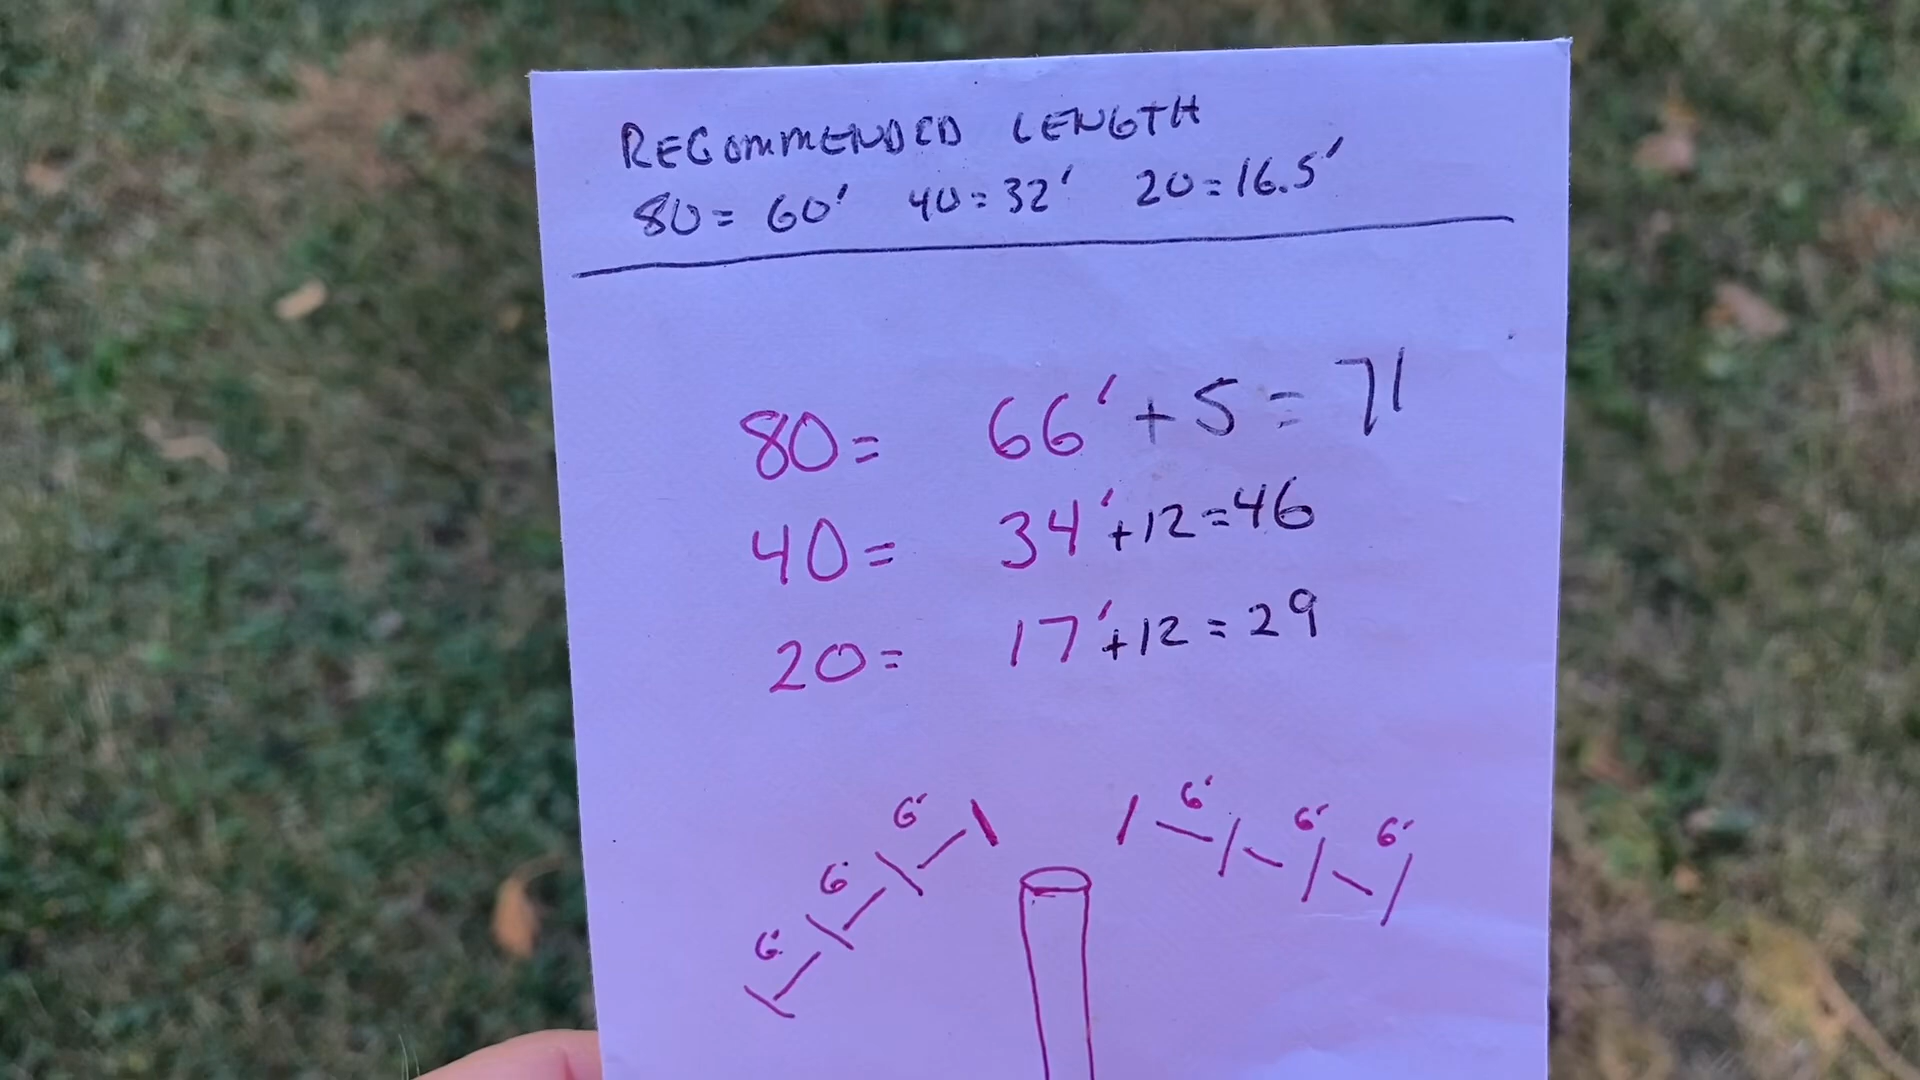 RECOMMENDED LENGTH
80 = 60' 40 = 32' 20 = 16.5'
80 = 66' + 5 = 71
40 = 34' + 12 = 46
20 = 17' + 12 = 29
6' 6' 6' 6' 6' 6'